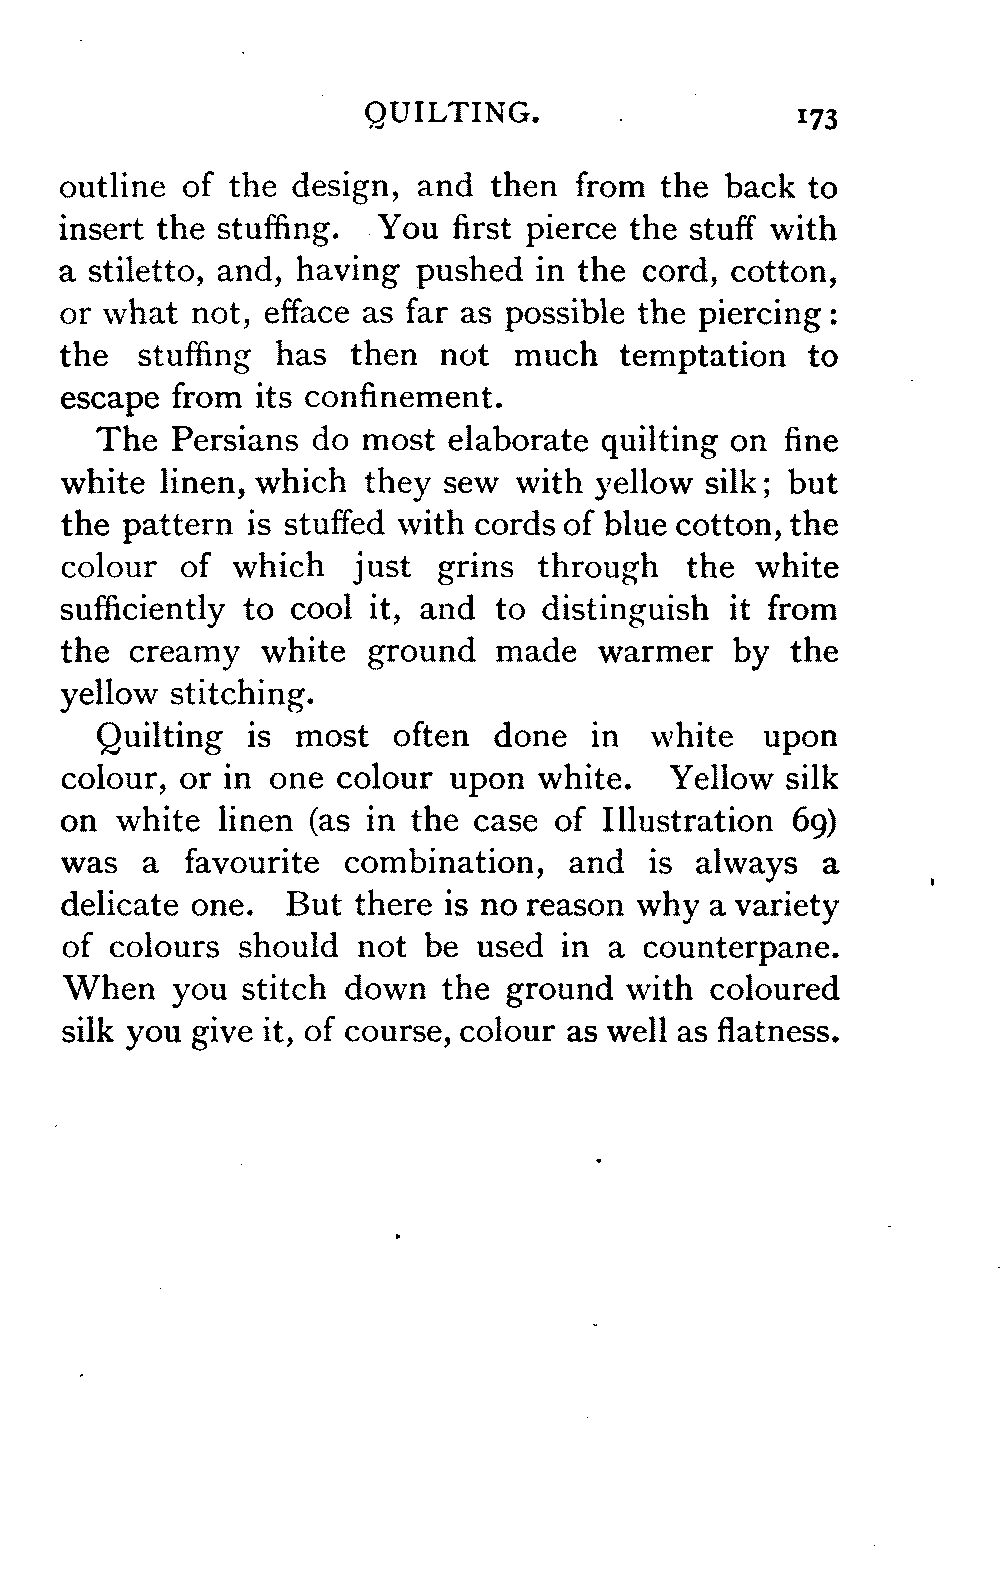 QUILTING. 173
outline of the design, and then from the back to
insert the stuffing. You first pierce the stuff with
a stiletto, and, having pushed in the cord, cotton,
or what not, efface as far as possible the piercing:
the stuffing has then not much temptation to
escape from its confinement.
The Persians do most elaborate quilting on fine
white linen, which they sew with yellow silk; but
the pattern is stuffed with cords of blue cotton, the
colour of which just grins through the white
sufficiently to cool it, and to distinguish it from
the creamy white ground made warmer by the
yellow stitching.
Quilting is most often done in white upon
colour, or in one colour upon white. Yellow silk
on white linen (as in the case of Illustration 69)
was a favourite combination, and is always a
delicate one. But there is no reason why a variety
of colours should not be used in a counterpane.
When you stitch down the ground with coloured
silk you give it, of course, colour as well as flatness.